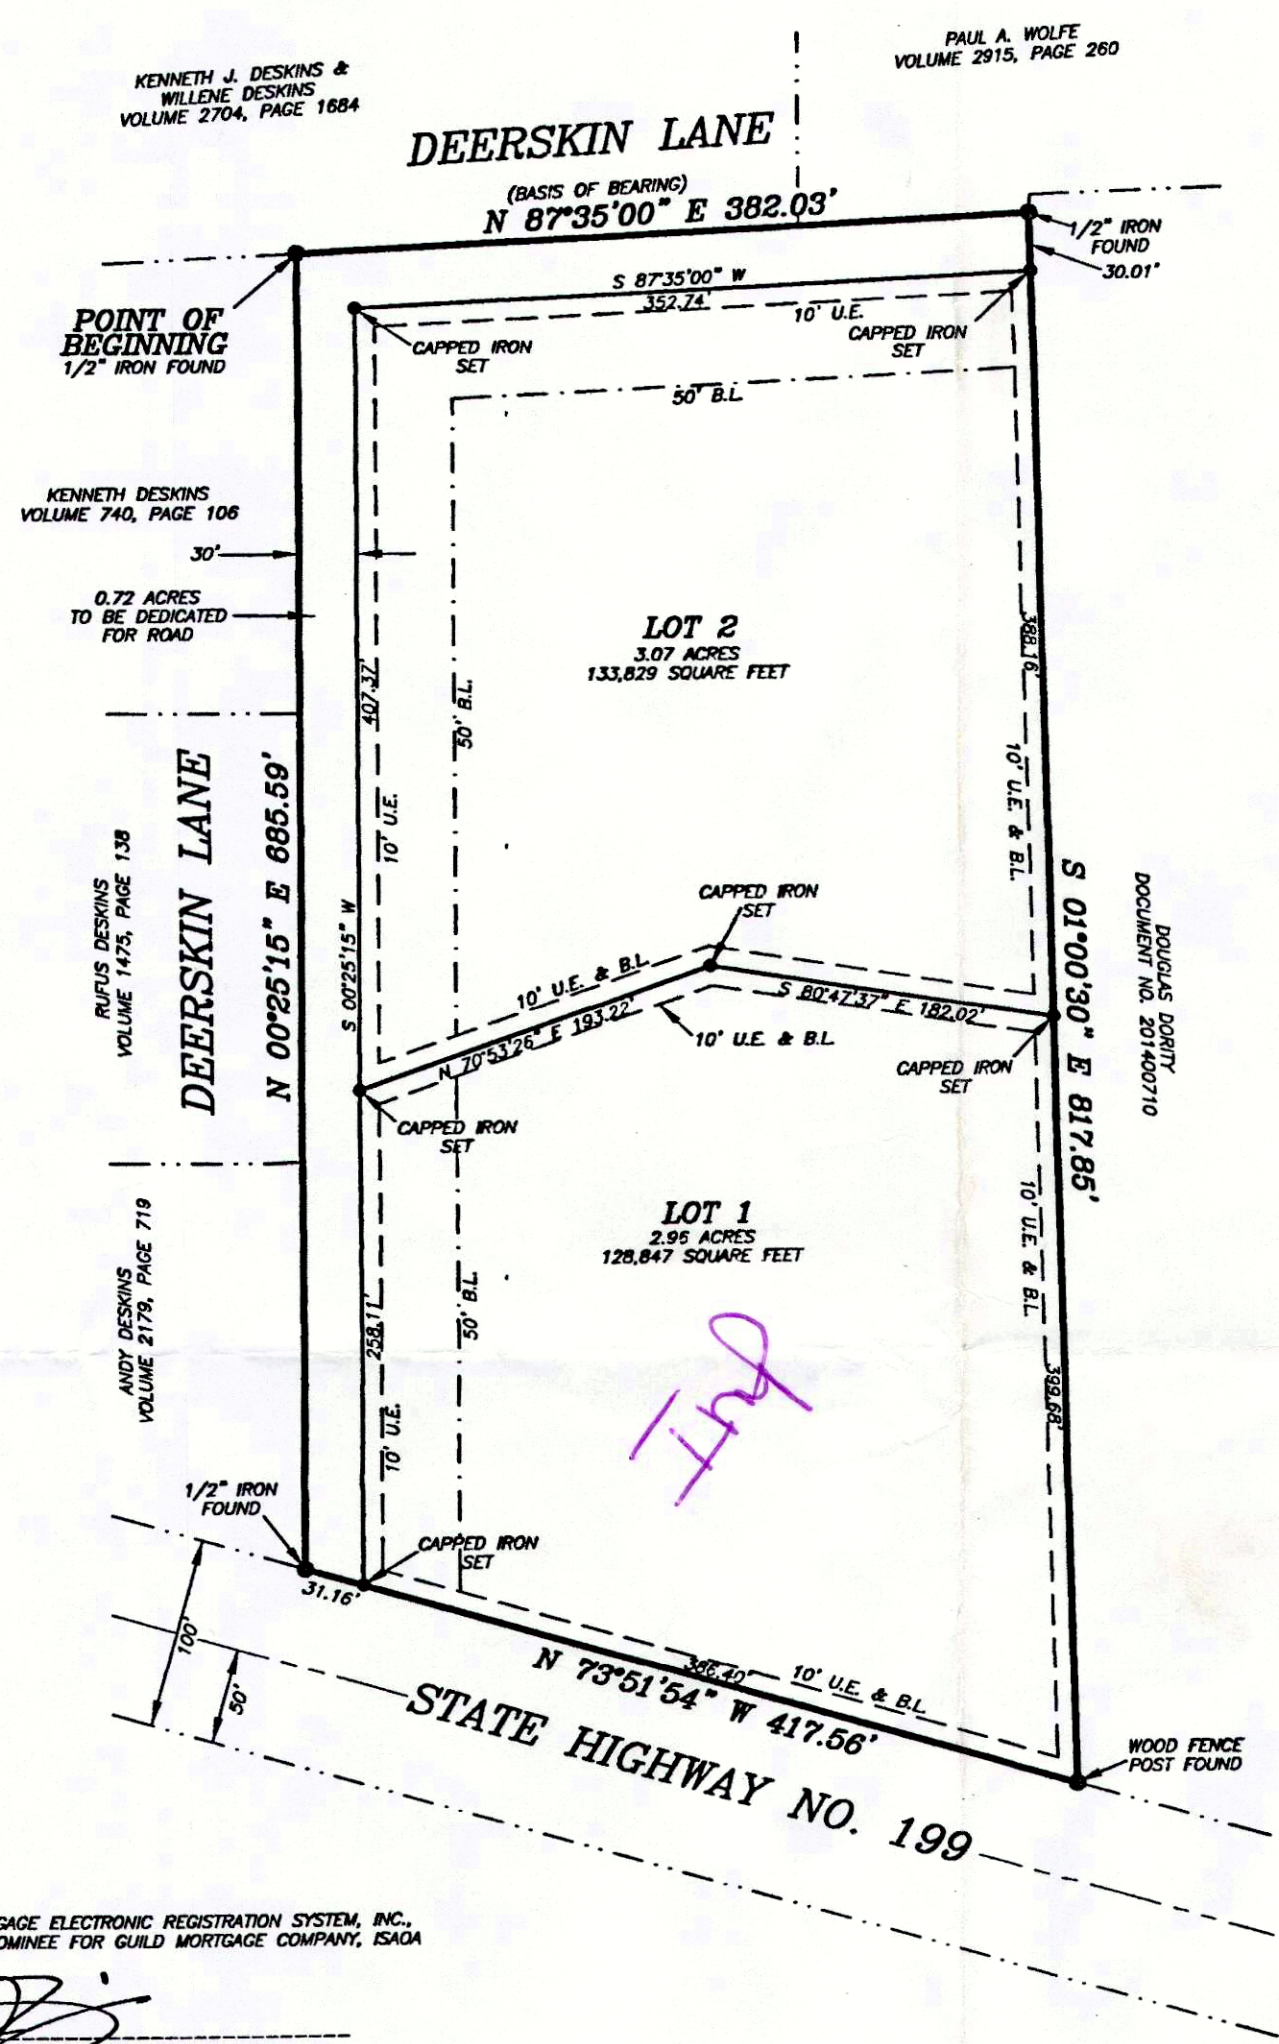 KENNETH J. DESKINS &
WILLENE DESKINS
VOLUME 2704, PAGE 1684
PAUL A. WOLFE
VOLUME 2915, PAGE 260
DEERSKIN LANE
(BASIS OF BEARING)
N 87°35'00" E 382.03'
1/2" IRON
FOUND
30.01'
S 87°35'00" W
352.74'
10' U.E.
CAPPED IRON
SET
CAPPED IRON
SET
POINT OF
BEGINNING
1/2" IRON FOUND
50' B.L.
KENNETH DESKINS
VOLUME 740, PAGE 106
30'
0.72 ACRES
TO BE DEDICATED
FOR ROAD
LOT 2
3.07 ACRES
133,829 SQUARE FEET
388.16'
407.37'
50' B.L.
10' U.E. & B.L.
10' U.E.
DEERSKIN LANE
N 00°25'15" E 685.59'
RUFUS DESKINS
VOLUME 1475, PAGE 138
S 00°25'15" W
CAPPED IRON
SET
10' U.E. & B.L.
N 70°53'26" E 193.22'
S 80°47'37" E 182.02'
10' U.E. & B.L.
CAPPED IRON
SET
S 01°00'30" E 817.85'
DOUGLAS DORITY
DOCUMENT NO. 201400710
CAPPED IRON
SET
LOT 1
2.96 ACRES
128,847 SQUARE FEET
10' U.E. & B.L.
ANDY DESKINS
VOLUME 2179, PAGE 719
258.11'
50' B.L.
399.68'
10' U.E.
1/2" IRON
FOUND
CAPPED IRON
SET
31.16'
100'
50'
386.40'
10' U.E. & B.L.
N 73°51'54" W 417.56'
STATE HIGHWAY NO. 199
WOOD FENCE
POST FOUND
GAGE ELECTRONIC REGISTRATION SYSTEM, INC.,
OMINEE FOR GUILD MORTGAGE COMPANY, ISAOA